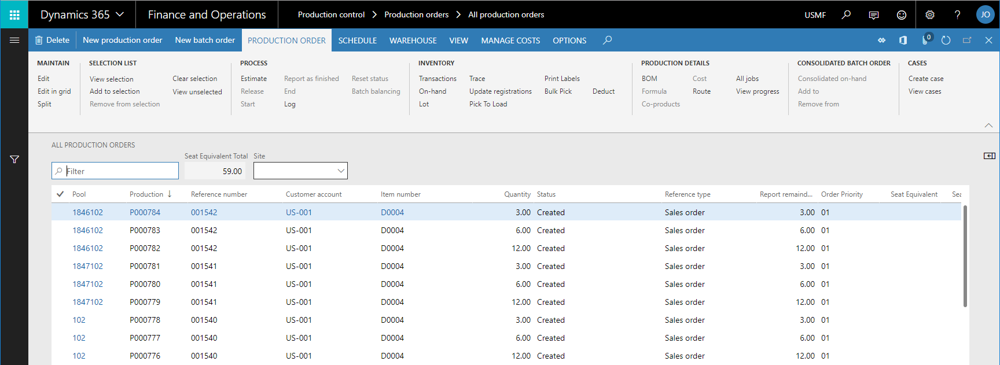 Dynamics 365 Finance and Operations Production control > Production orders > All production orders USMF ? JO
Delete New production order New batch order PRODUCTION ORDER SCHEDULE WAREHOUSE VIEW MANAGE COSTS OPTIONS 0
MAINTAIN SELECTION LIST PROCESS INVENTORY PRODUCTION DETAILS CONSOLIDATED BATCH ORDER CASES
Edit View selection Clear selection Estimate Report as finished Reset status Transactions Trace Print Labels BOM Cost All jobs Consolidated on-hand Create case
Edit in grid Add to selection View unselected Release End Batch balancing On-hand Update registrations Bulk Pick Deduct Formula Route View progress Add to View cases
Split Remove from selection Start Log Lot Pick To Load Co-products Remove from
ALL PRODUCTION ORDERS
Seat Equivalent Total Site
Filter 59.00
Pool Production Reference number Customer account Item number Quantity Status Reference type Report remaind... Order Priority Seat Equivalent Sea
1846102 P000784 001542 US-001 D0004 3.00 Created Sales order 3.00 01
1846102 P000783 001542 US-001 D0004 6.00 Created Sales order 6.00 01
1846102 P000782 001542 US-001 D0004 12.00 Created Sales order 12.00 01
1847102 P000781 001541 US-001 D0004 3.00 Created Sales order 3.00 01
1847102 P000780 001541 US-001 D0004 6.00 Created Sales order 6.00 01
1847102 P000779 001541 US-001 D0004 12.00 Created Sales order 12.00 01
102 P000778 001540 US-001 D0004 3.00 Created Sales order 3.00 01
102 P000777 001540 US-001 D0004 6.00 Created Sales order 6.00 01
102 P000776 001540 US-001 D0004 12.00 Created Sales order 12.00 01